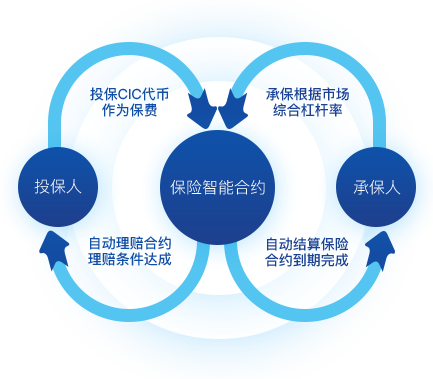 投保CIC代币
作为保费
承保根据市场
综合杠杆率
投保人
保险智能合约
承保人
自动理赔合约
理赔条件达成
自动结算保险
合约到期完成